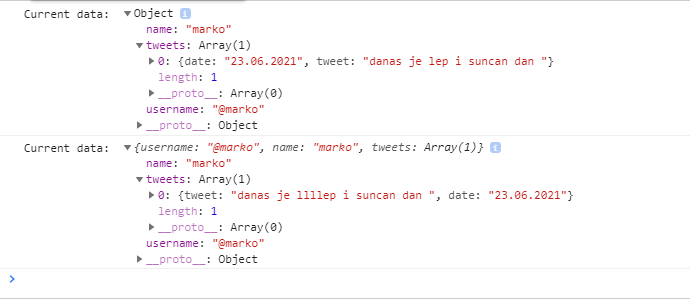 Current data: ▼Object i
name: "marko"
▼tweets: Array(1)
▶0: {date: "23.06.2021", tweet: "danas je lep i suncan dan "}
length: 1
▶__proto__: Array(0)
username: "@marko"
▶__proto__: Object
Current data: ▼{username: "@marko", name: "marko", tweets: Array(1)} i
name: "marko"
▼tweets: Array(1)
▶0: {tweet: "danas je llllep i suncan dan ", date: "23.06.2021"}
length: 1
▶__proto__: Array(0)
username: "@marko"
▶__proto__: Object
>